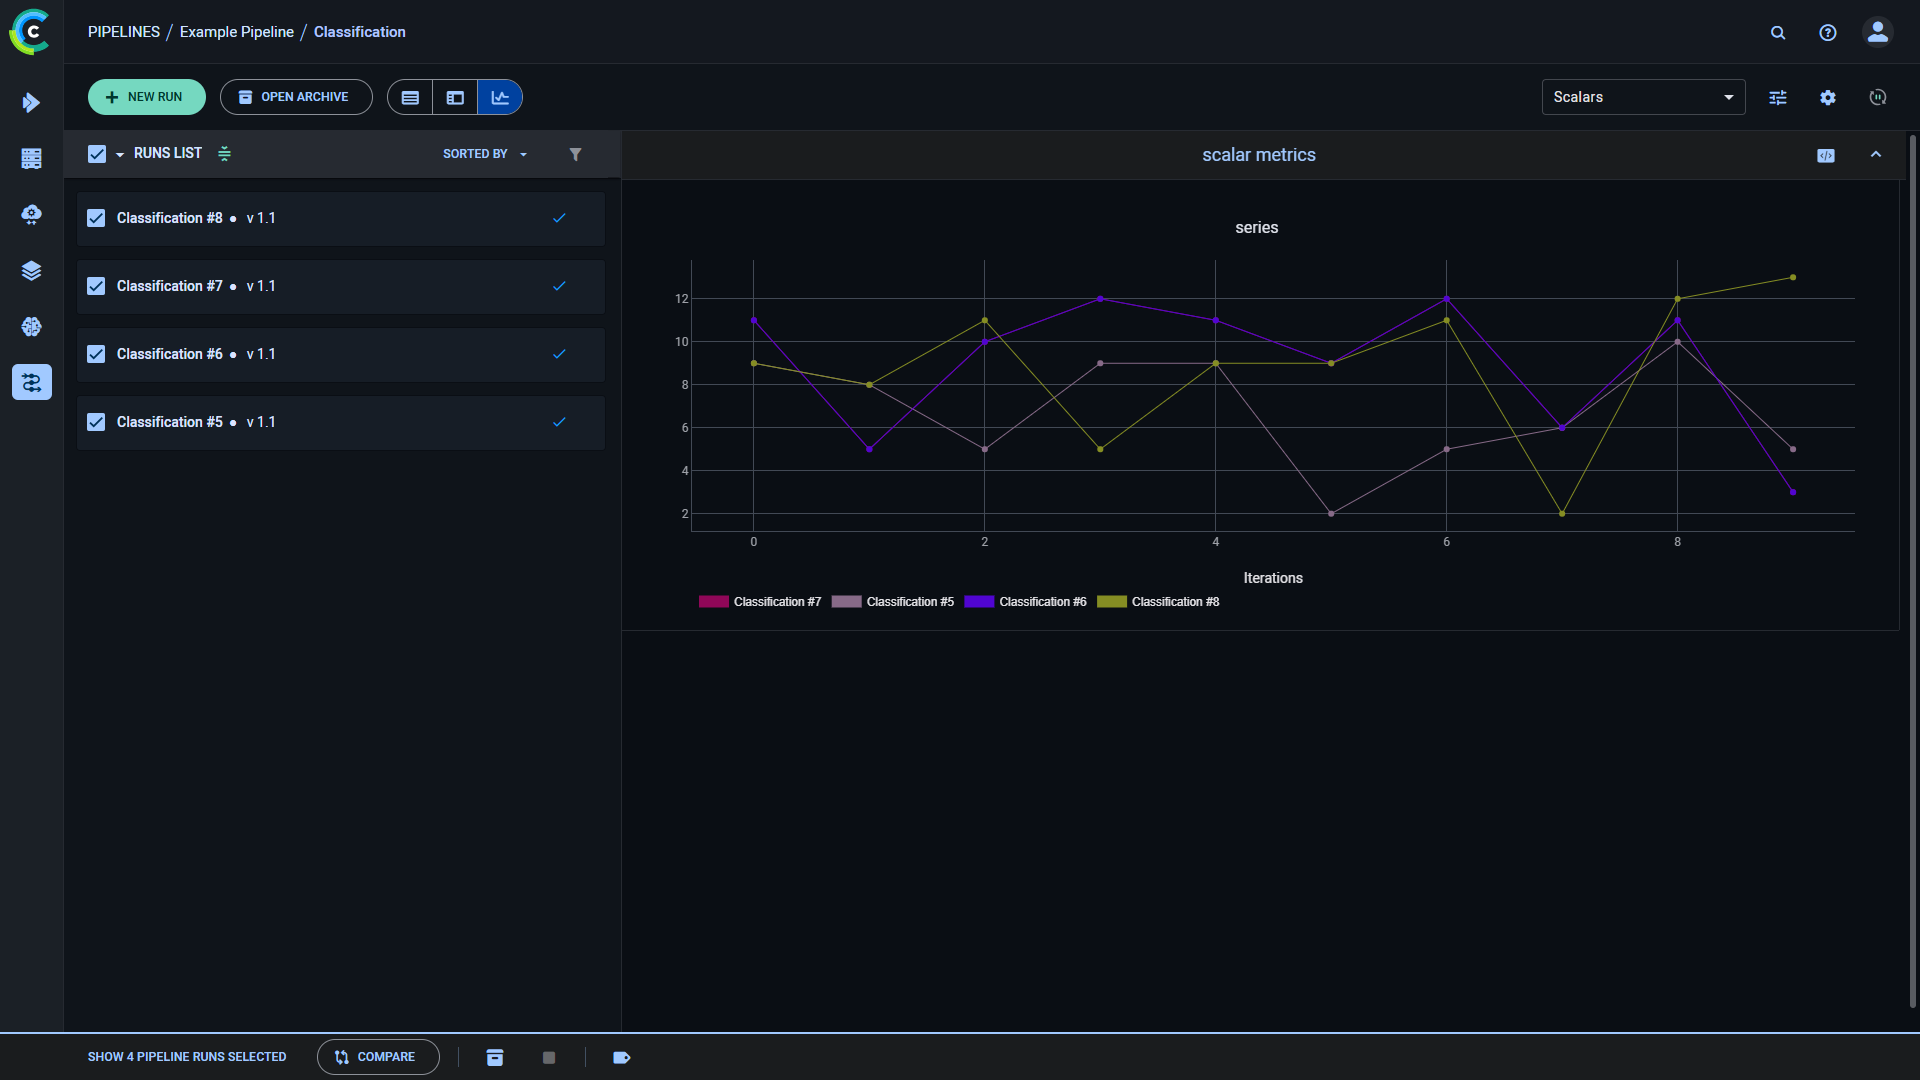 PIPELINES / Example Pipeline / Classification
NEW RUN
OPEN ARCHIVE
Scalars
RUNS LIST
SORTED BY
Classification #8 ● v 1.1
Classification #7 ● v 1.1
Classification #6 ● v 1.1
Classification #5 ● v 1.1
scalar metrics
series
12
10
8
6
4
2
0 2 4 6 8
Iterations
Classification #7 Classification #5 Classification #6 Classification #8
SHOW 4 PIPELINE RUNS SELECTED
COMPARE